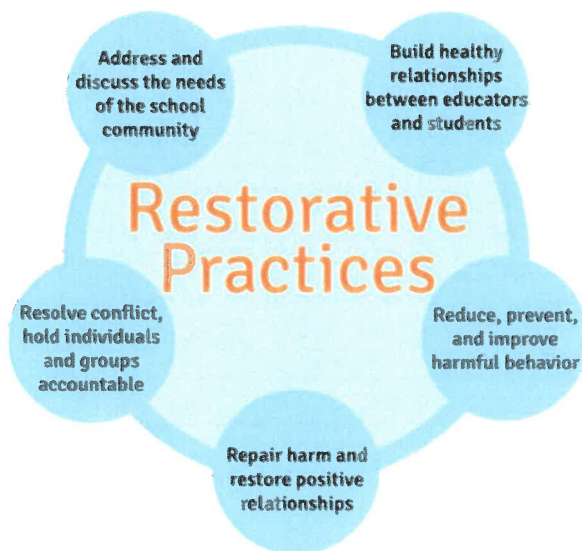 Address and
discuss the needs
of the school
community
Build healthy
relationships
between educators
and students
Restorative
Practices
Resolve conflict,
hold individuals
and groups
accountable
Reduce, prevent,
and improve
harmful behavior
Repair harm and
restore positive
relationships